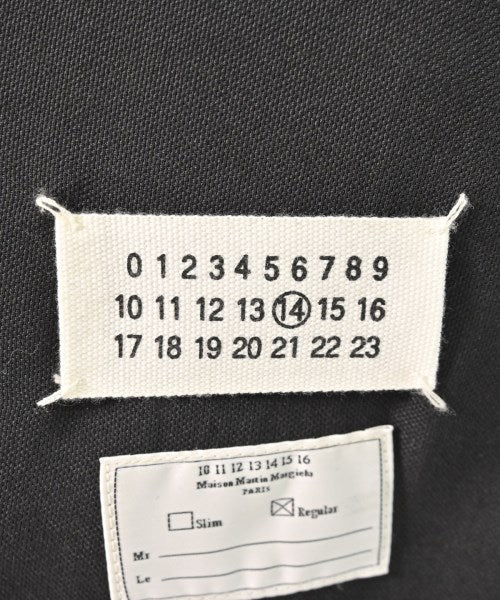 0 1 2 3 4 5 6 7 8 9
10 11 12 13 14 15 16
17 18 19 20 21 22 23
10 11 12 13 14 15 16
Maison Martin Margiela
PARIS
Slim Regular
Mr
Le